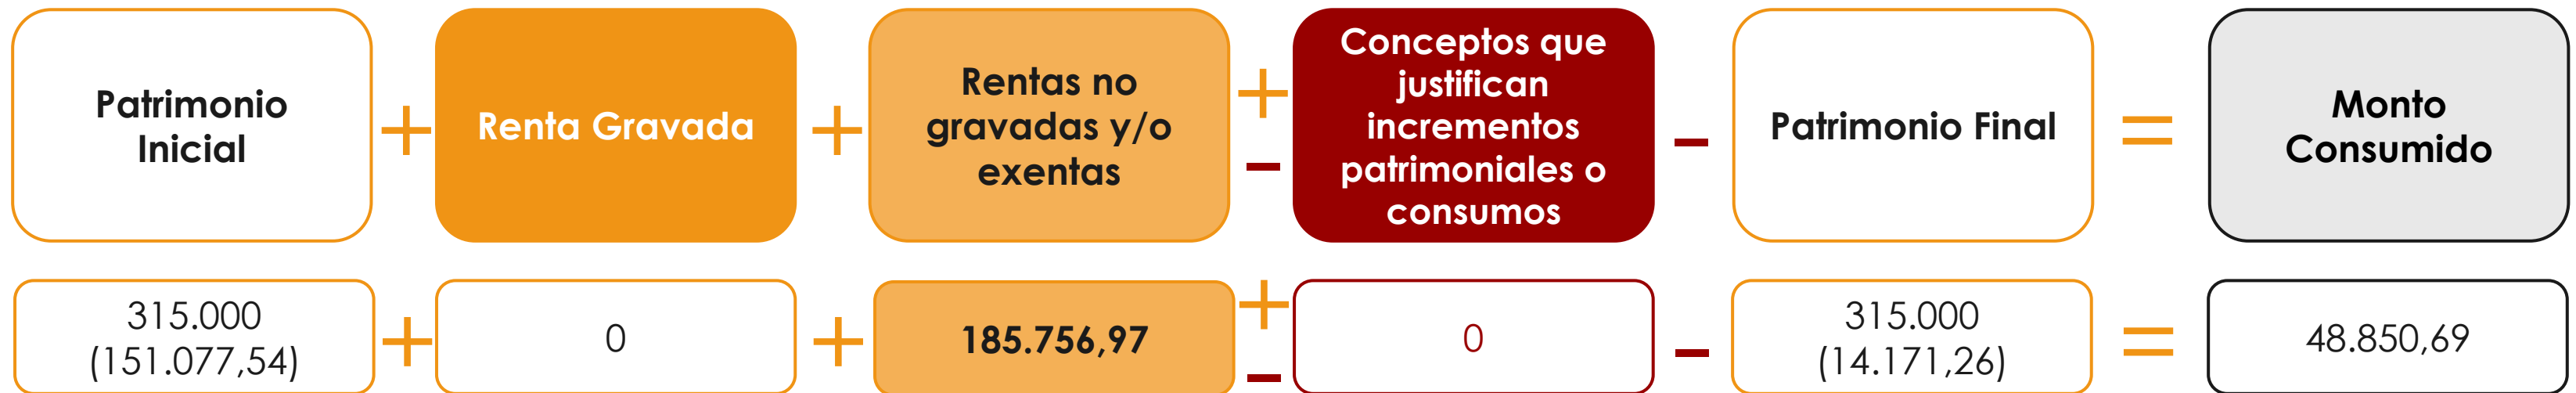 Patrimonio
Inicial
+
Renta Gravada
+
Rentas no
gravadas y/o
exentas
+
-
Conceptos que
justifican
incrementos
patrimoniales o
consumos
-
Patrimonio Final
=
Monto
Consumido
315.000
(151.077,54)
+
0
+
185.756,97
+
-
0
-
315.000
(14.171,26)
=
48.850,69